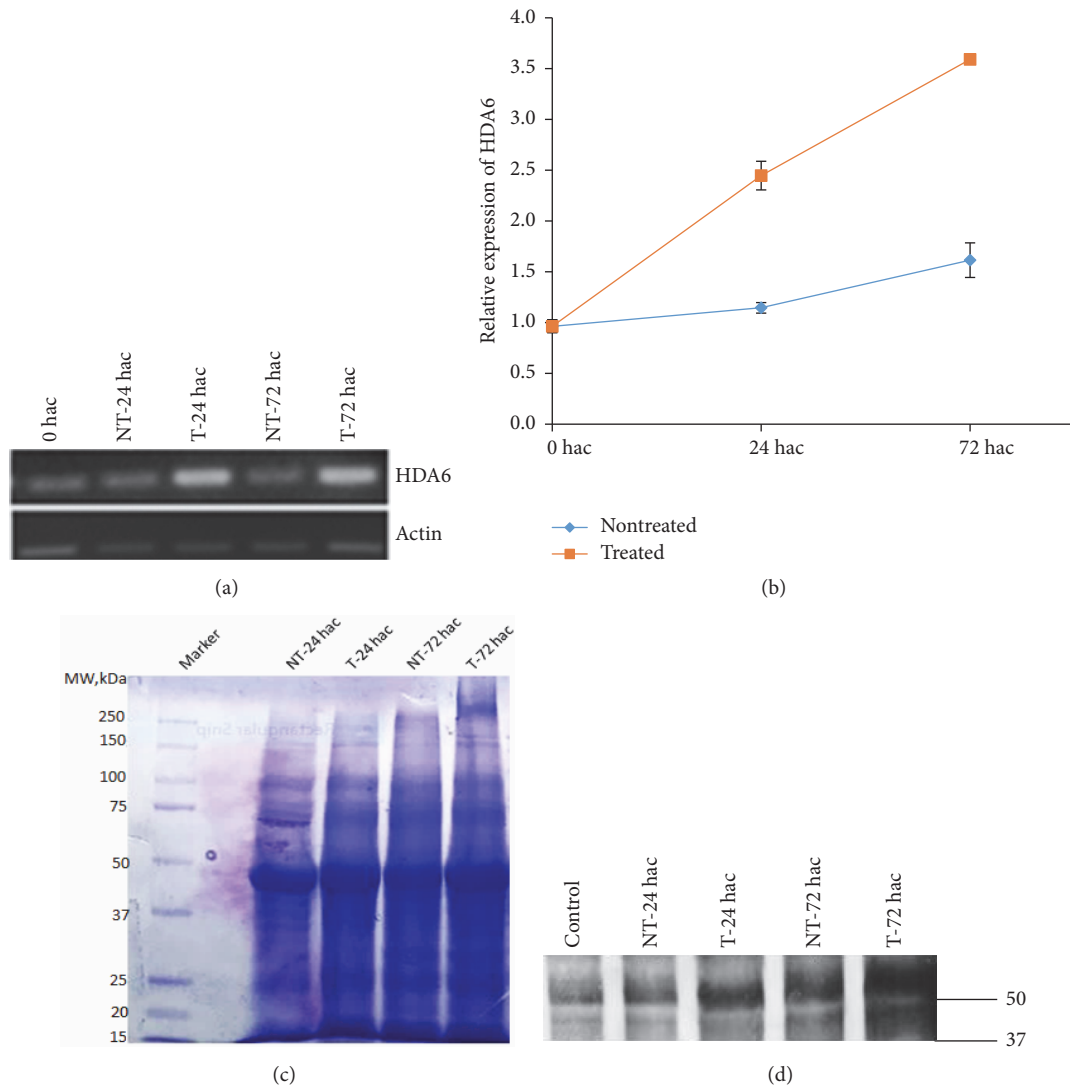 0 hac
NT-24 hac
T-24 hac
NT-72 hac
T-72 hac
HDA6
Actin
(a)
Relative expression of HDA6
4.0
3.5
3.0
2.5
2.0
1.5
1.0
0.5
0.0
0 hac 24 hac 72 hac
Nontreated
Treated
(b)
Marker
NT-24 hac
T-24 hac
NT-72 hac
T-72 hac
MW,kDa
250
150
100
75
50
37
25
20
15
Rectangular Snip
(c)
Control
NT-24 hac
T-24 hac
NT-72 hac
T-72 hac
50
37
(d)